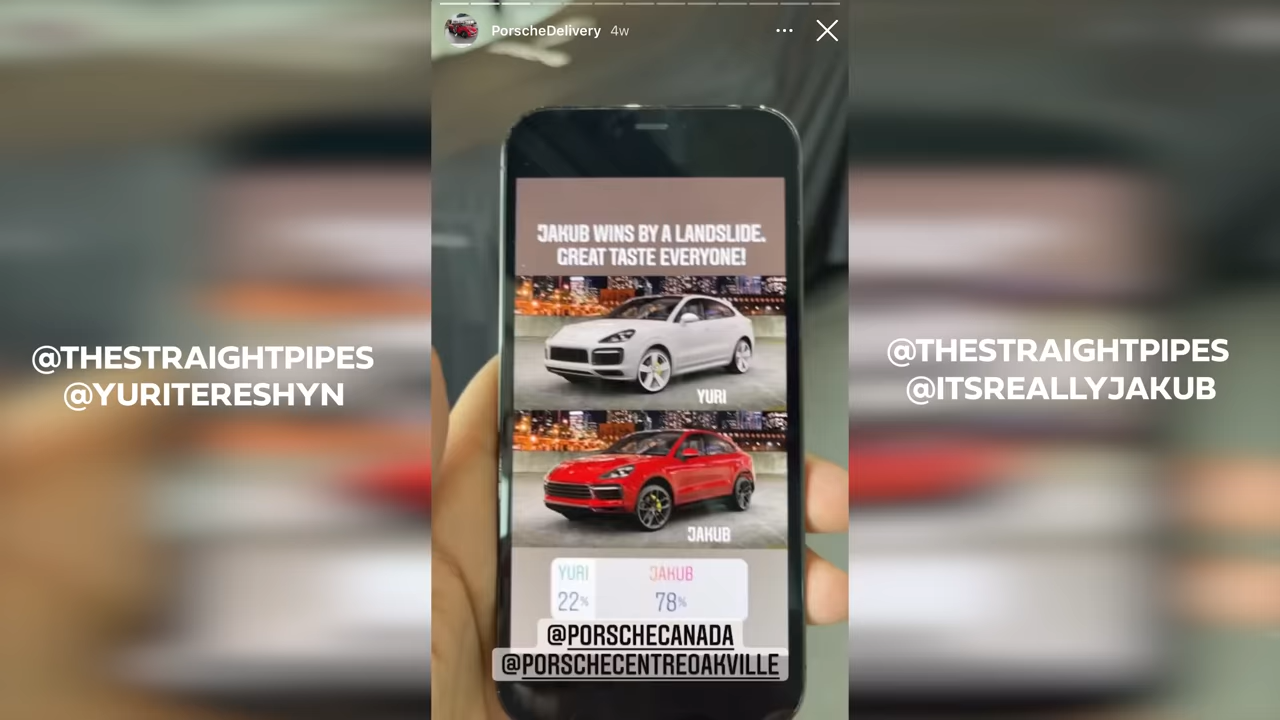 PorscheDelivery 4w
JAKUB WINS BY A LANDSLIDE.
GREAT TASTE EVERYONE!
YURI
JAKUB
YURI JAKUB
22% 78%
@PORSCHECANADA
@PORSCHECENTREOAKVILLE
@THESTRAIGHTPIPES
@YURITERESHYN
@THESTRAIGHTPIPES
@ITSREALLYJAKUB